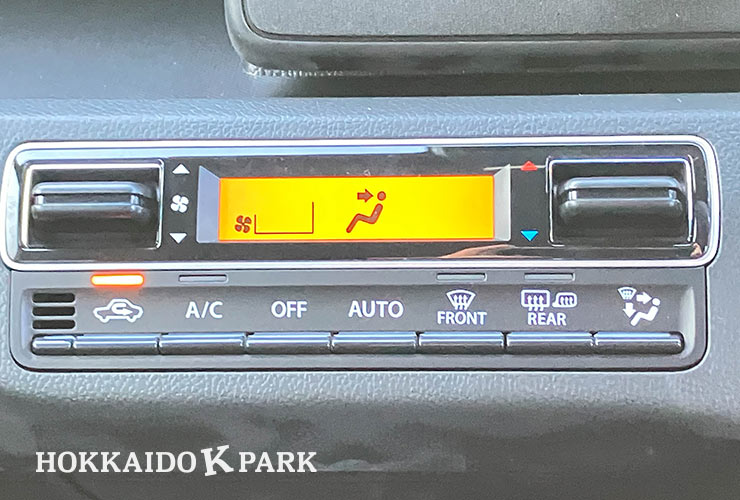 A/C OFF AUTO FRONT REAR
HOKKAIDO K PARK